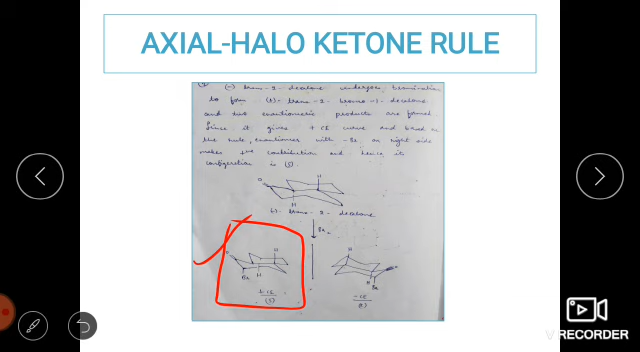 AXIAL-HALO KETONE RULE
(-) trans-2-decalone undergoes bromination
to form (s)-trans-2-bromo-1-decalone
and two enantiomeric products are formed.
Since it gives + CE curve and based on
the rule, enantiomer with -Br on right side
makes +ve contribution and hence its
configuration is (S).
O
H
H
trans-2-decalone
Br₂
O
H
H
Br
H
H
Br
+ CE
(S)
- CE
V RECORDER